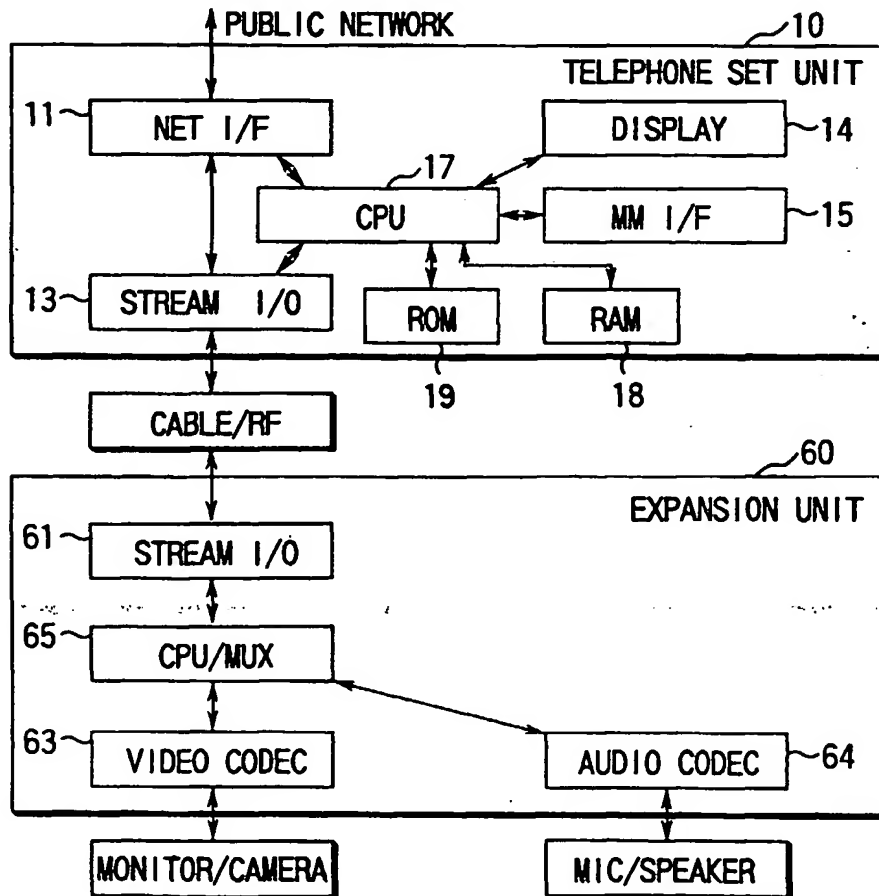 PUBLIC NETWORK
10
TELEPHONE SET UNIT
11
NET I/F
DISPLAY
14
17
CPU
MM I/F
15
13
STREAM I/O
ROM
RAM
19
18
CABLE/RF
60
EXPANSION UNIT
61
STREAM I/O
65
CPU/MUX
63
VIDEO CODEC
AUDIO CODEC
64
MONITOR/CAMERA
MIC/SPEAKER